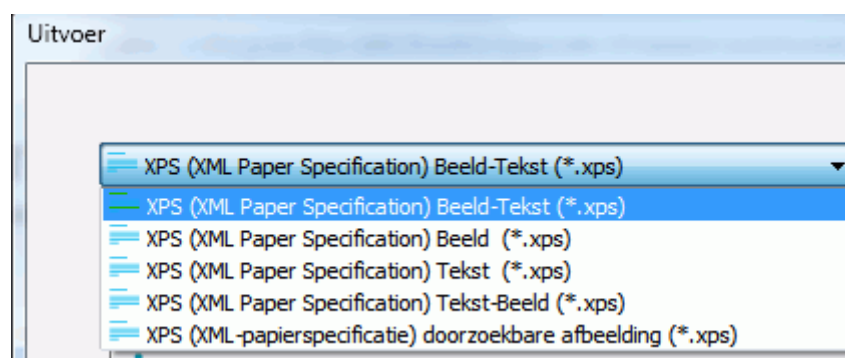 Uitvoer
XPS (XML Paper Specification) Beeld-Tekst (*.xps)
XPS (XML Paper Specification) Beeld-Tekst (*.xps)
XPS (XML Paper Specification) Beeld (*.xps)
XPS (XML Paper Specification) Tekst (*.xps)
XPS (XML Paper Specification) Tekst-Beeld (*.xps)
XPS (XML-papierspecificatie) doorzoekbare afbeelding (*.xps)